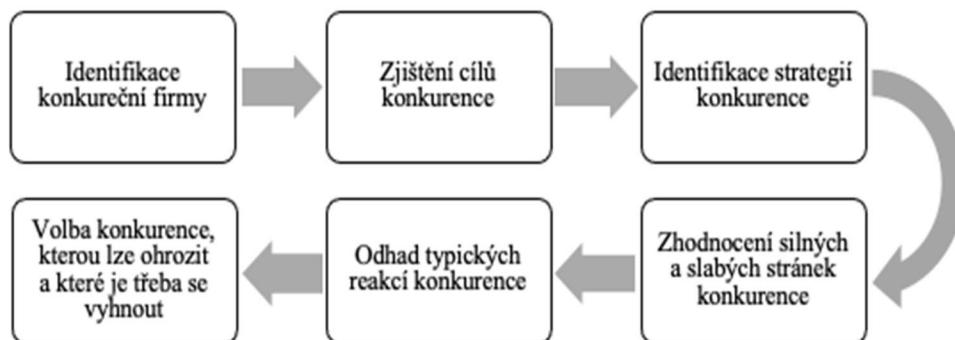 Identifikace
konkureční firmy
Zjištění cílů
konkurence
Identifikace strategií
konkurence
Zhodnocení silných
a slabých stránek
konkurence
Odhad typických
reakcí konkurence
Volba konkurence,
kterou lze ohrozit
a které je třeba se
vyhnout